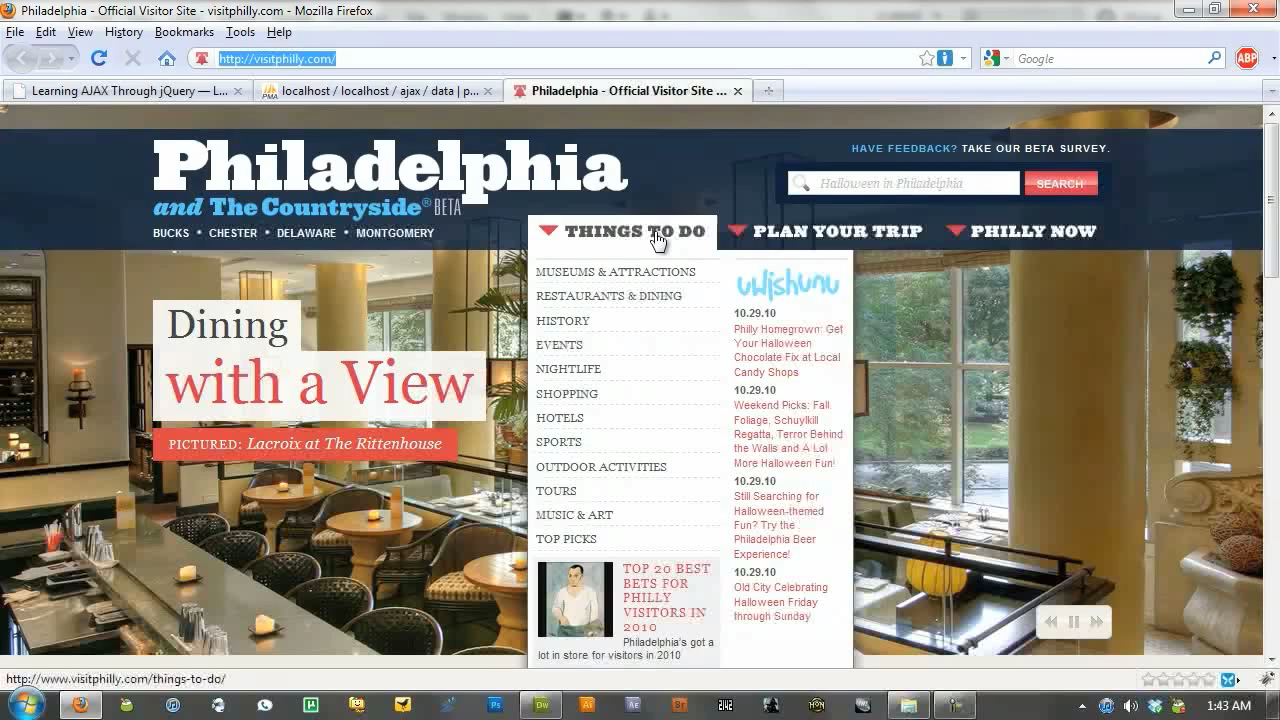 Philadelphia - Official Visitor Site - visitphilly.com - Mozilla Firefox
File Edit View History Bookmarks Tools Help
http://visitphilly.com/
Google
ABP
Learning AJAX Through jQuery — L...
localhost / localhost / ajax / data | p...
Philadelphia - Official Visitor Site ...
HAVE FEEDBACK? TAKE OUR BETA SURVEY.
Philadelphia
Halloween in Philadelphia
SEARCH
and The Countryside® BETA
BUCKS • CHESTER • DELAWARE • MONTGOMERY
THINGS TO DO
PLAN YOUR TRIP
PHILLY NOW
Dining
with a View
PICTURED: Lacroix at The Rittenhouse
MUSEUMS & ATTRACTIONS
RESTAURANTS & DINING
HISTORY
EVENTS
NIGHTLIFE
SHOPPING
HOTELS
SPORTS
OUTDOOR ACTIVITIES
TOURS
MUSIC & ART
TOP PICKS
TOP 20 BEST
BETS FOR
PHILLY
VISITORS IN
2010
Philadelphia's got a
lot in store for visitors in 2010
uwishunu
10.29.10
Philly Homegrown: Get
Your Halloween
Chocolate Fix at Local
Candy Shops
10.29.10
Weekend Picks: Fall
Foliage, Schuylkill
Regatta, Terror Behind
the Walls and A Lot
More Halloween Fun!
10.29.10
Still Searching for
Halloween-themed
Fun? Try the
Philadelphia Beer
Experience!
10.29.10
Old City Celebrating
Halloween Friday
through Sunday
http://www.visitphilly.com/things-to-do/
Ps
Dw
Ai
Ae
Br
1:43 AM